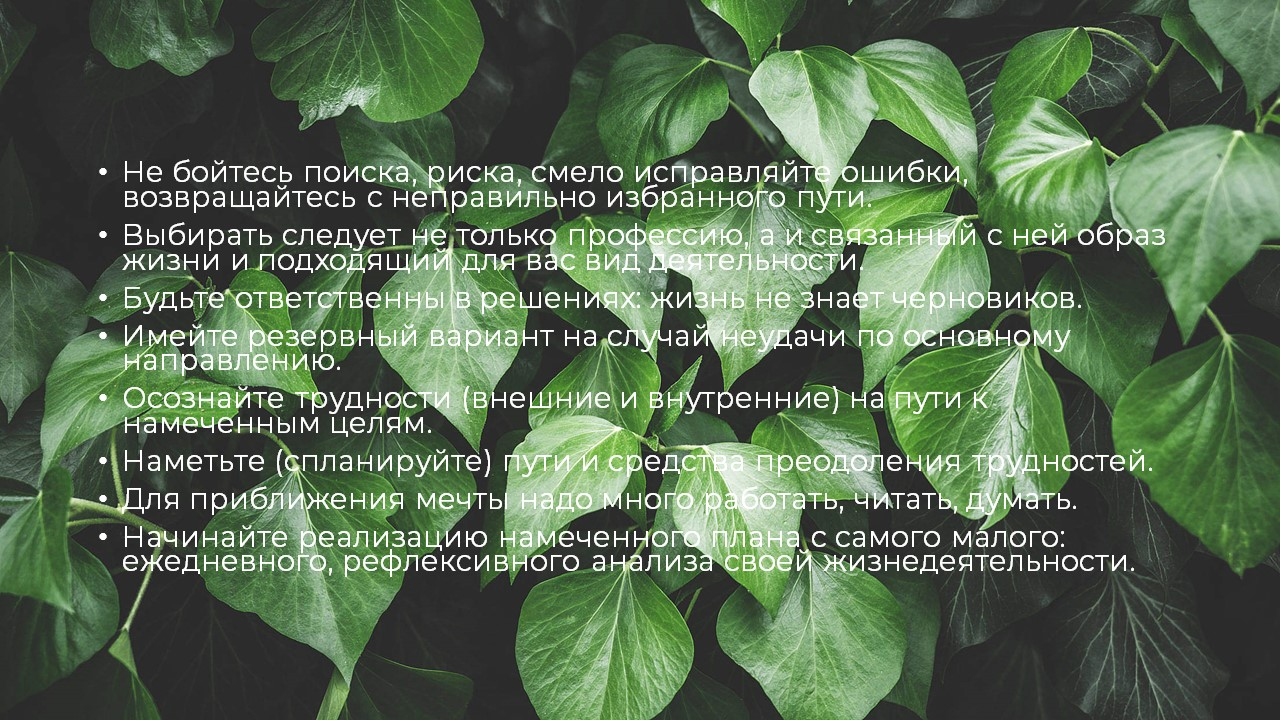 • Не бойтесь поиска, риска, смело исправляйте ошибки,
возвращайтесь с неправильно избранного пути.
• Выбирать следует не только профессию, а и связанный с ней образ
жизни и подходящий для вас вид деятельности.
• Будьте ответственны в решениях: жизнь не знает черновиков.
• Имейте резервный вариант на случай неудачи по основному
направлению.
• Осознайте трудности (внешние и внутренние) на пути к
намеченным целям.
• Наметьте (спланируйте) пути и средства преодоления трудностей.
• Для приближения мечты надо много работать, читать, думать.
• Начинайте реализацию намеченного плана с самого малого:
ежедневного, рефлексивного анализа своей жизнедеятельности.